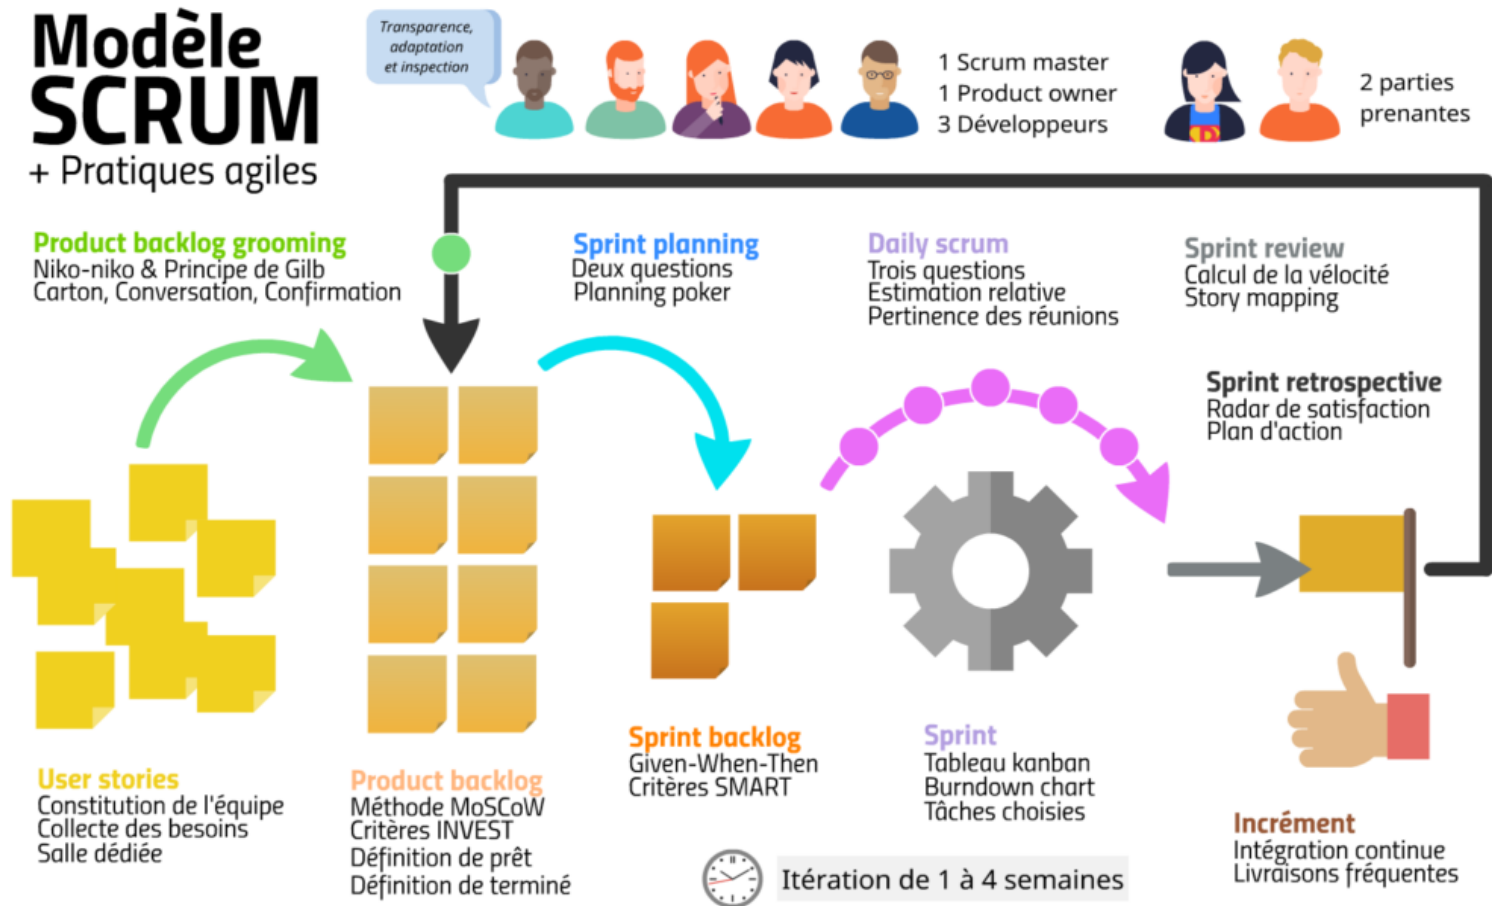 Modèle
SCRUM
+ Pratiques agiles
Transparence,
adaptation
et inspection
1 Scrum master
1 Product owner
3 Développeurs
2 parties
prenantes
Product backlog grooming
Niko-niko & Principe de Gilb
Carton, Conversation, Confirmation
Sprint planning
Deux questions
Planning poker
Daily scrum
Trois questions
Estimation relative
Pertinence des réunions
Sprint review
Calcul de la vélocité
Story mapping
Sprint retrospective
Radar de satisfaction
Plan d'action
User stories
Constitution de l'équipe
Collecte des besoins
Salle dédiée
Product backlog
Méthode MoSCoW
Critères INVEST
Définition de prêt
Définition de terminé
Sprint backlog
Given-When-Then
Critères SMART
Sprint
Tableau kanban
Burndown chart
Tâches choisies
Incrément
Intégration continue
Livraisons fréquentes
Itération de 1 à 4 semaines